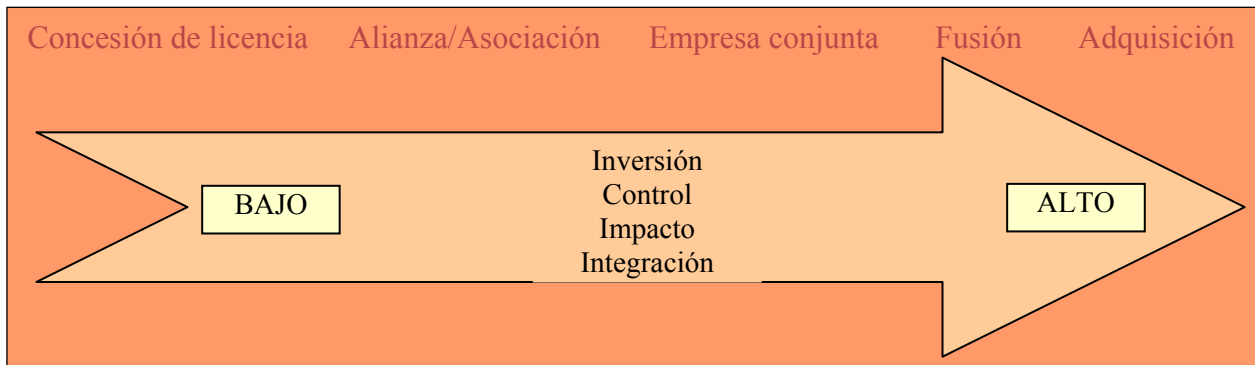 Concesión de licencia Alianza/Asociación Empresa conjunta Fusión Adquisición
Inversión
Control
Impacto
Integración
BAJO
ALTO